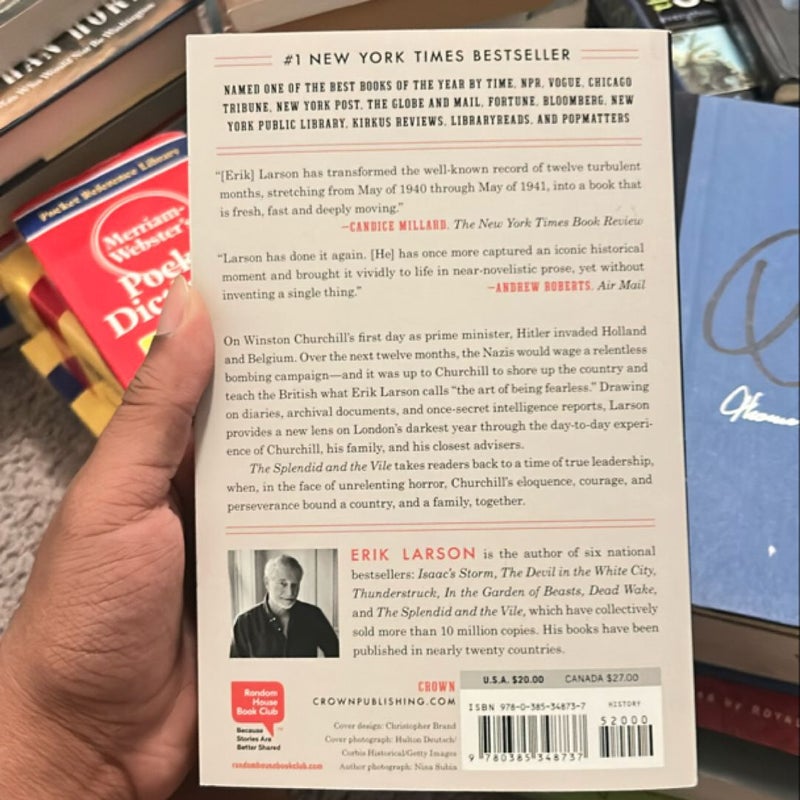 #1 NEW YORK TIMES BESTSELLER
NAMED ONE OF THE BEST BOOKS OF THE YEAR BY TIME, NPR, VOGUE, CHICAGO
TRIBUNE, NEW YORK POST, THE GLOBE AND MAIL, FORTUNE, BLOOMBERG, NEW
YORK PUBLIC LIBRARY, KIRKUS REVIEWS, LIBRARYREADS, AND POPMATTERS
“[Erik] Larson has transformed the well-known record of twelve turbulent
months, stretching from May of 1940 through May of 1941, into a book that
is fresh, fast and deeply moving.”
—CANDICE MILLARD, The New York Times Book Review
“Larson has done it again. [He] has once more captured an iconic historical
moment and brought it vividly to life in near-novelistic prose, yet without
inventing a single thing.” —ANDREW ROBERTS, Air Mail
On Winston Churchill’s first day as prime minister, Hitler invaded Holland
and Belgium. Over the next twelve months, the Nazis would wage a relentless
bombing campaign—and it was up to Churchill to shore up the country and
teach the British what Erik Larson calls “the art of being fearless.” Drawing
on diaries, archival documents, and once-secret intelligence reports, Larson
provides a new lens on London’s darkest year through the day-to-day experi-
ence of Churchill, his family, and his closest advisers.
The Splendid and the Vile takes readers back to a time of true leadership,
when, in the face of unrelenting horror, Churchill’s eloquence, courage, and
perseverance bound a country, and a family, together.
ERIK LARSON is the author of six national
bestsellers: Isaac’s Storm, The Devil in the White City,
Thunderstruck, In the Garden of Beasts, Dead Wake,
and The Splendid and the Vile, which have collectively
sold more than 10 million copies. His books have been
published in nearly twenty countries.
Random
House
Book Club
Because
Stories Are
Better Shared
randomhousebookclub.com
CROWN
CROWNPUBLISHING.COM
Cover design: Christopher Brand
Cover photograph: Hulton Deutsch/
Corbis Historical/Getty Images
Author photograph: Nina Subin
U.S.A. $20.00 CANADA $27.00
ISBN 978-0-385-34873-7
HISTORY
52000
9 780385 348737
Pocket Reference Library
Merriam-
Webster's